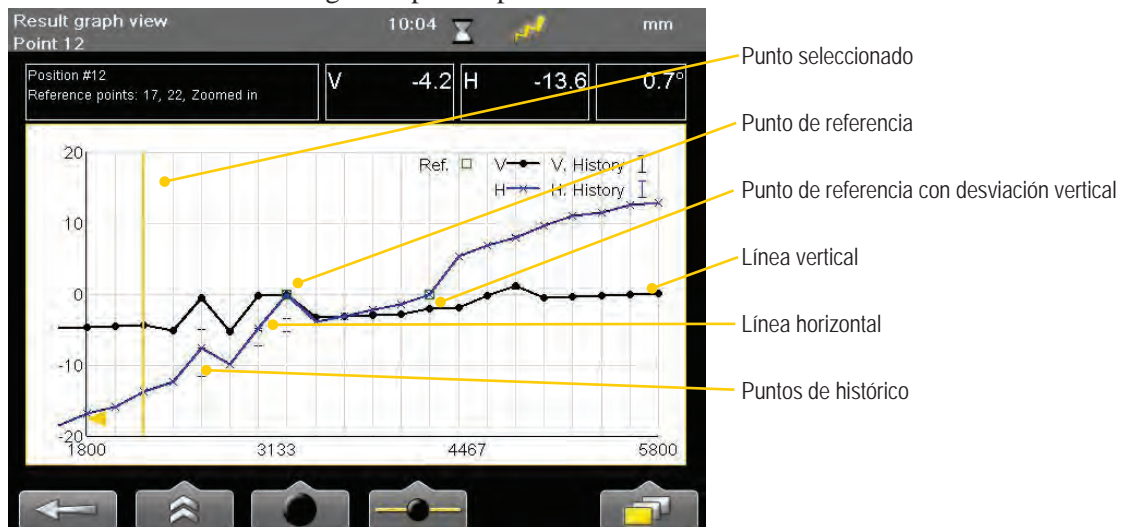 Result graph view 10:04 mm
Point 12
Position #12
Reference points: 17, 22, Zoomed in
V -4.2 H -13.6 0.7°
Ref. V V. History
H H. History
20
10
0
-10
-20
1800 3133 4467 5800
Punto seleccionado
Punto de referencia
Punto de referencia con desviación vertical
Línea vertical
Línea horizontal
Puntos de histórico